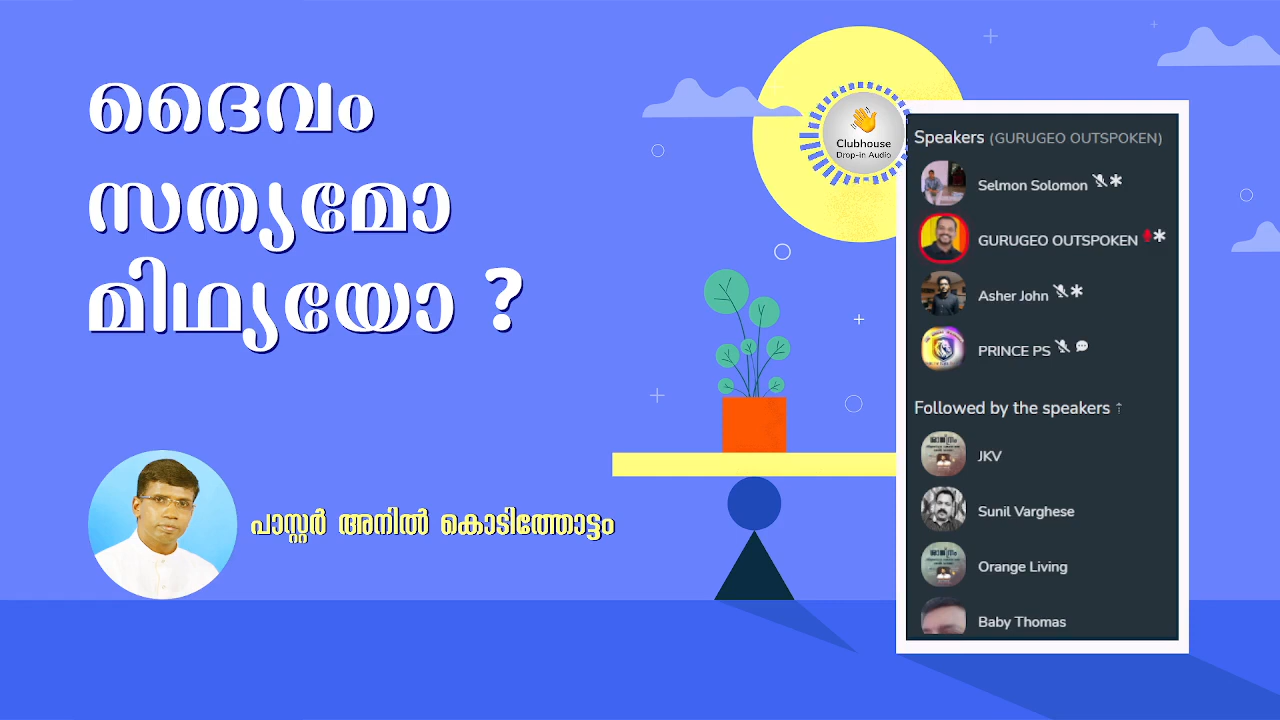 ദൈവം
സത്യമോ
മിഥ്യയോ ?
പാസ്റ്റർ അനിൽ കൊടിത്തോട്ടം
Clubhouse
Drop-in Audio
Speakers (GURUGEO OUTSPOKEN)
Selmon Solomon
GURUGEO OUTSPOKEN
Asher John
PRINCE PS
Followed by the speakers ↑
JKV
Sunil Varghese
Orange Living
Baby Thomas